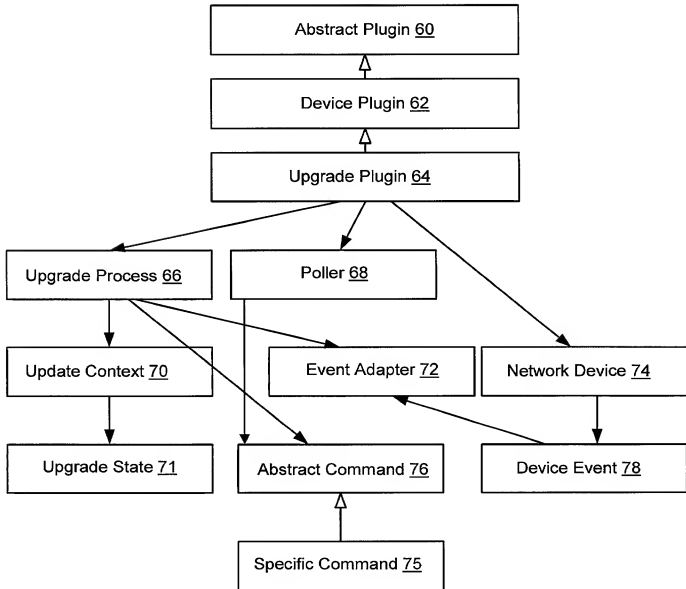 Abstract Plugin 60
Device Plugin 62
Upgrade Plugin 64
Upgrade Process 66
Poller 68
Update Context 70
Event Adapter 72
Network Device 74
Upgrade State 71
Abstract Command 76
Device Event 78
Specific Command 75